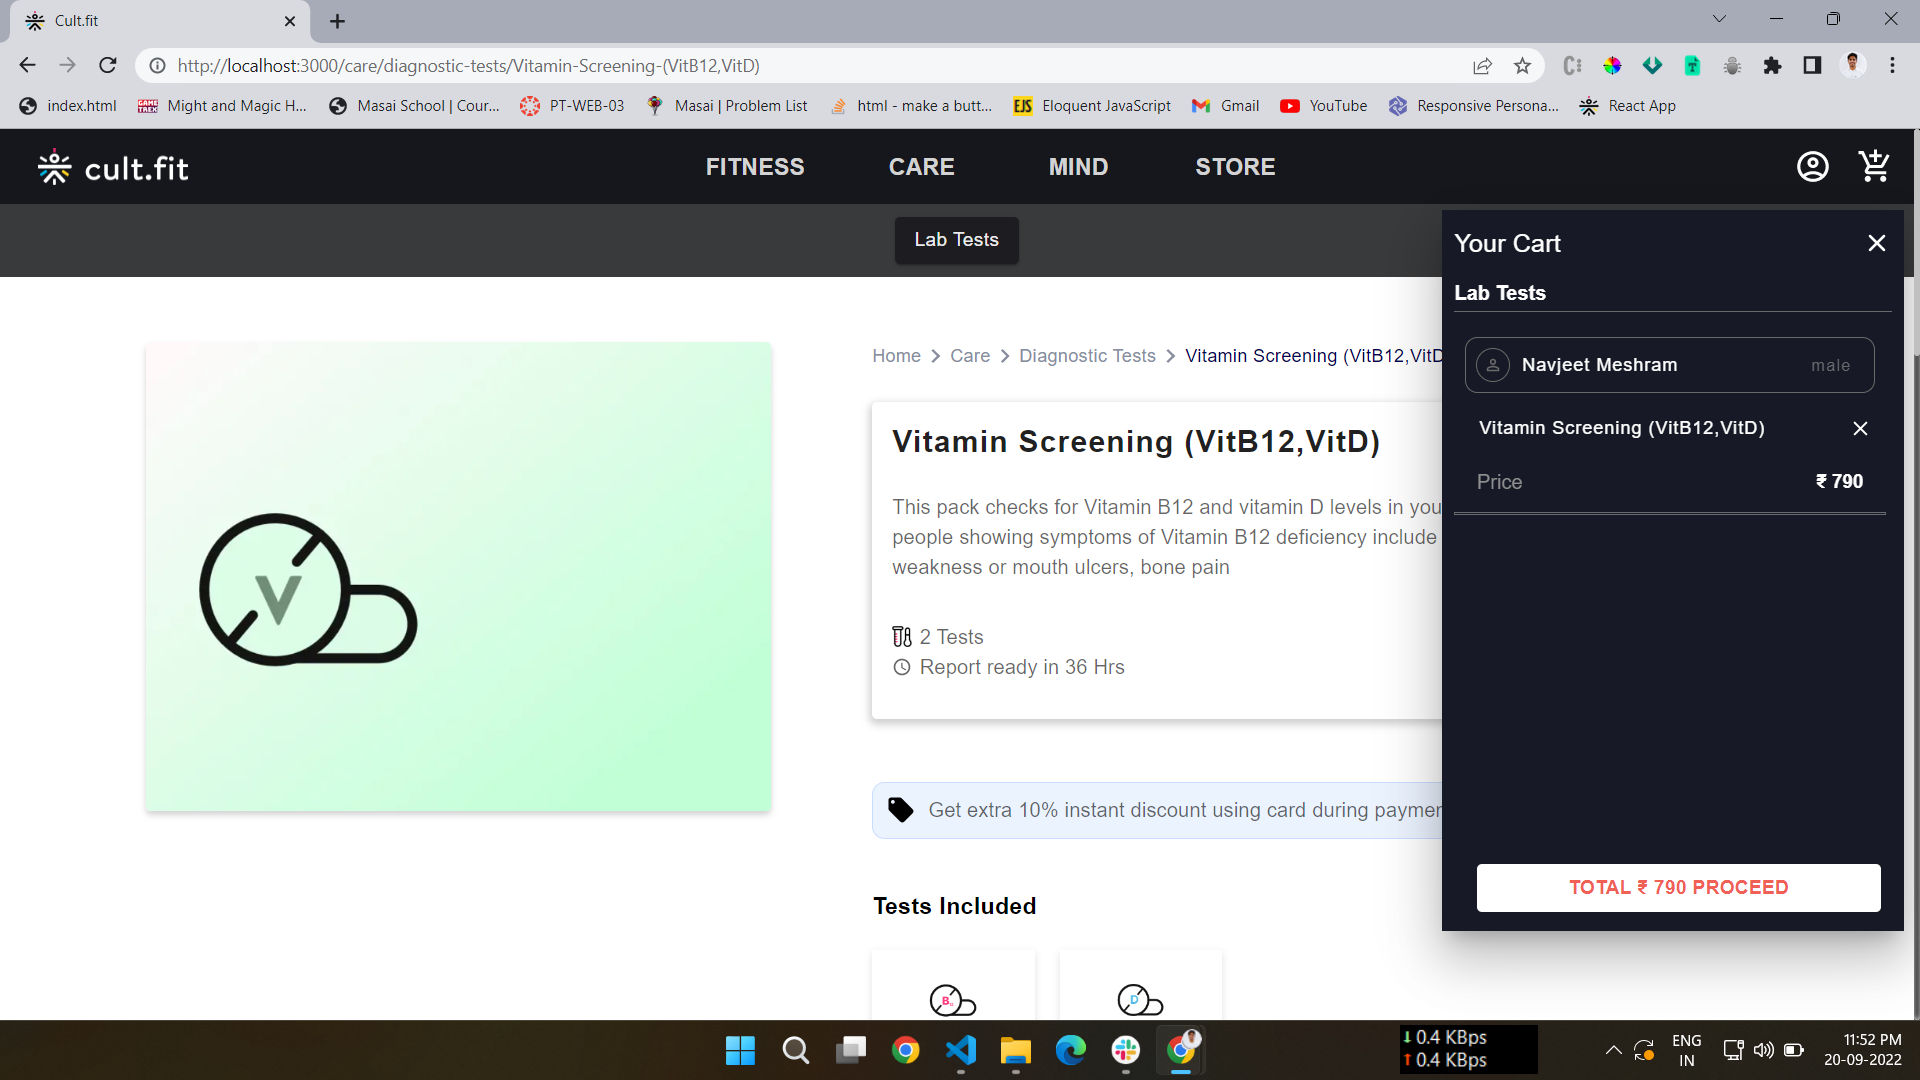 Cult.fit
http://localhost:3000/care/diagnostic-tests/Vitamin-Screening-(VitB12,VitD)
index.html
Might and Magic H...
Masai School | Cour...
PT-WEB-03
Masai | Problem List
html - make a butt...
EJS Eloquent JavaScript
Gmail
YouTube
Responsive Persona...
React App
cult.fit
FITNESS
CARE
MIND
STORE
Lab Tests
Your Cart
Lab Tests
Navjeet Meshram male
Vitamin Screening (VitB12,VitD)
Price ₹ 790
TOTAL ₹ 790 PROCEED
V
Home > Care > Diagnostic Tests > Vitamin Screening (VitB12,VitD
Vitamin Screening (VitB12,VitD)
This pack checks for Vitamin B12 and vitamin D levels in you
people showing symptoms of Vitamin B12 deficiency include
weakness or mouth ulcers, bone pain
2 Tests
Report ready in 36 Hrs
Get extra 10% instant discount using card during paymen
Tests Included
B
D
0.4 KBps
0.4 KBps
ENG
IN
11:52 PM
20-09-2022